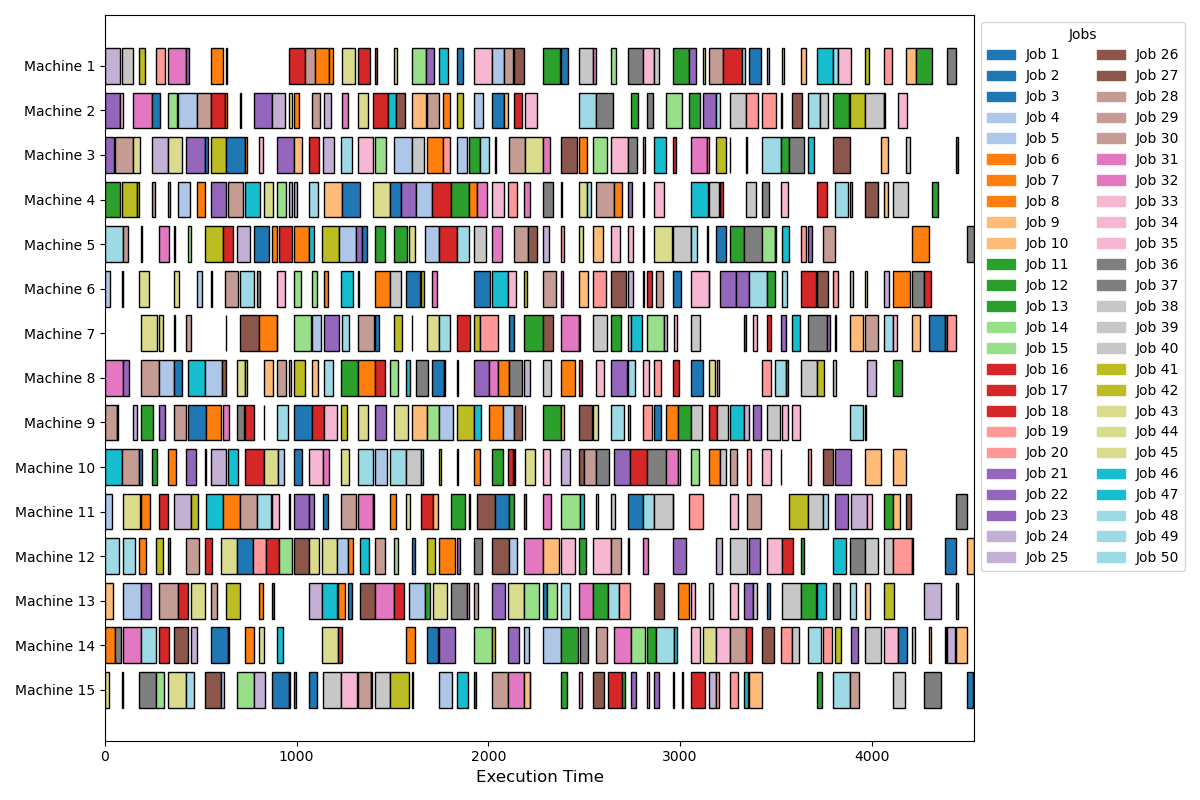 Machine 1
Machine 2
Machine 3
Machine 4
Machine 5
Machine 6
Machine 7
Machine 8
Machine 9
Machine 10
Machine 11
Machine 12
Machine 13
Machine 14
Machine 15
0 1000 2000 3000 4000
Execution Time
Jobs
Job 1
Job 2
Job 3
Job 4
Job 5
Job 6
Job 7
Job 8
Job 9
Job 10
Job 11
Job 12
Job 13
Job 14
Job 15
Job 16
Job 17
Job 18
Job 19
Job 20
Job 21
Job 22
Job 23
Job 24
Job 25
Job 26
Job 27
Job 28
Job 29
Job 30
Job 31
Job 32
Job 33
Job 34
Job 35
Job 36
Job 37
Job 38
Job 39
Job 40
Job 41
Job 42
Job 43
Job 44
Job 45
Job 46
Job 47
Job 48
Job 49
Job 50